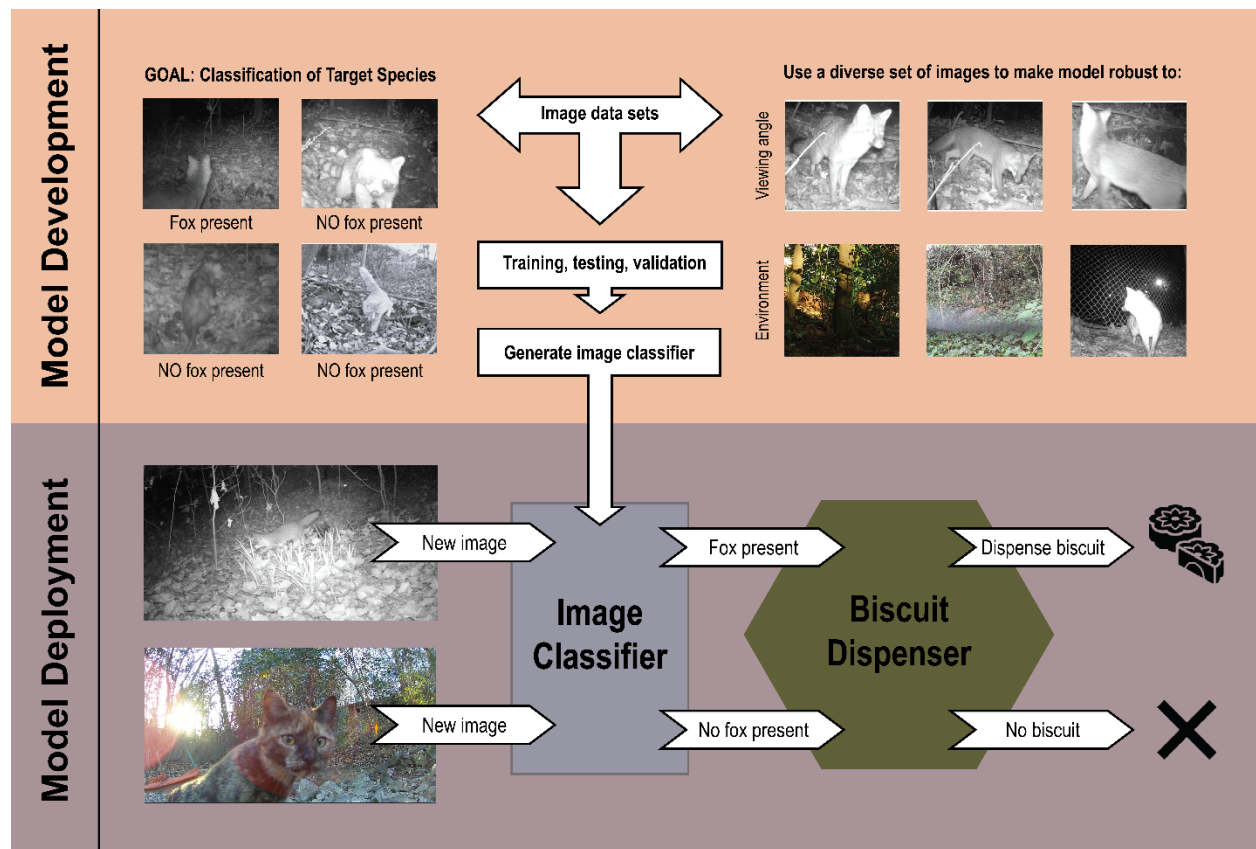 Model Development
GOAL: Classification of Target Species
Fox present
NO fox present
NO fox present
NO fox present
Image data sets
Training, testing, validation
Generate image classifier
Use a diverse set of images to make model robust to:
Viewing angle
Environment
Model Deployment
New image
New image
Image
Classifier
Fox present
No fox present
Biscuit
Dispenser
Dispense biscuit
No biscuit